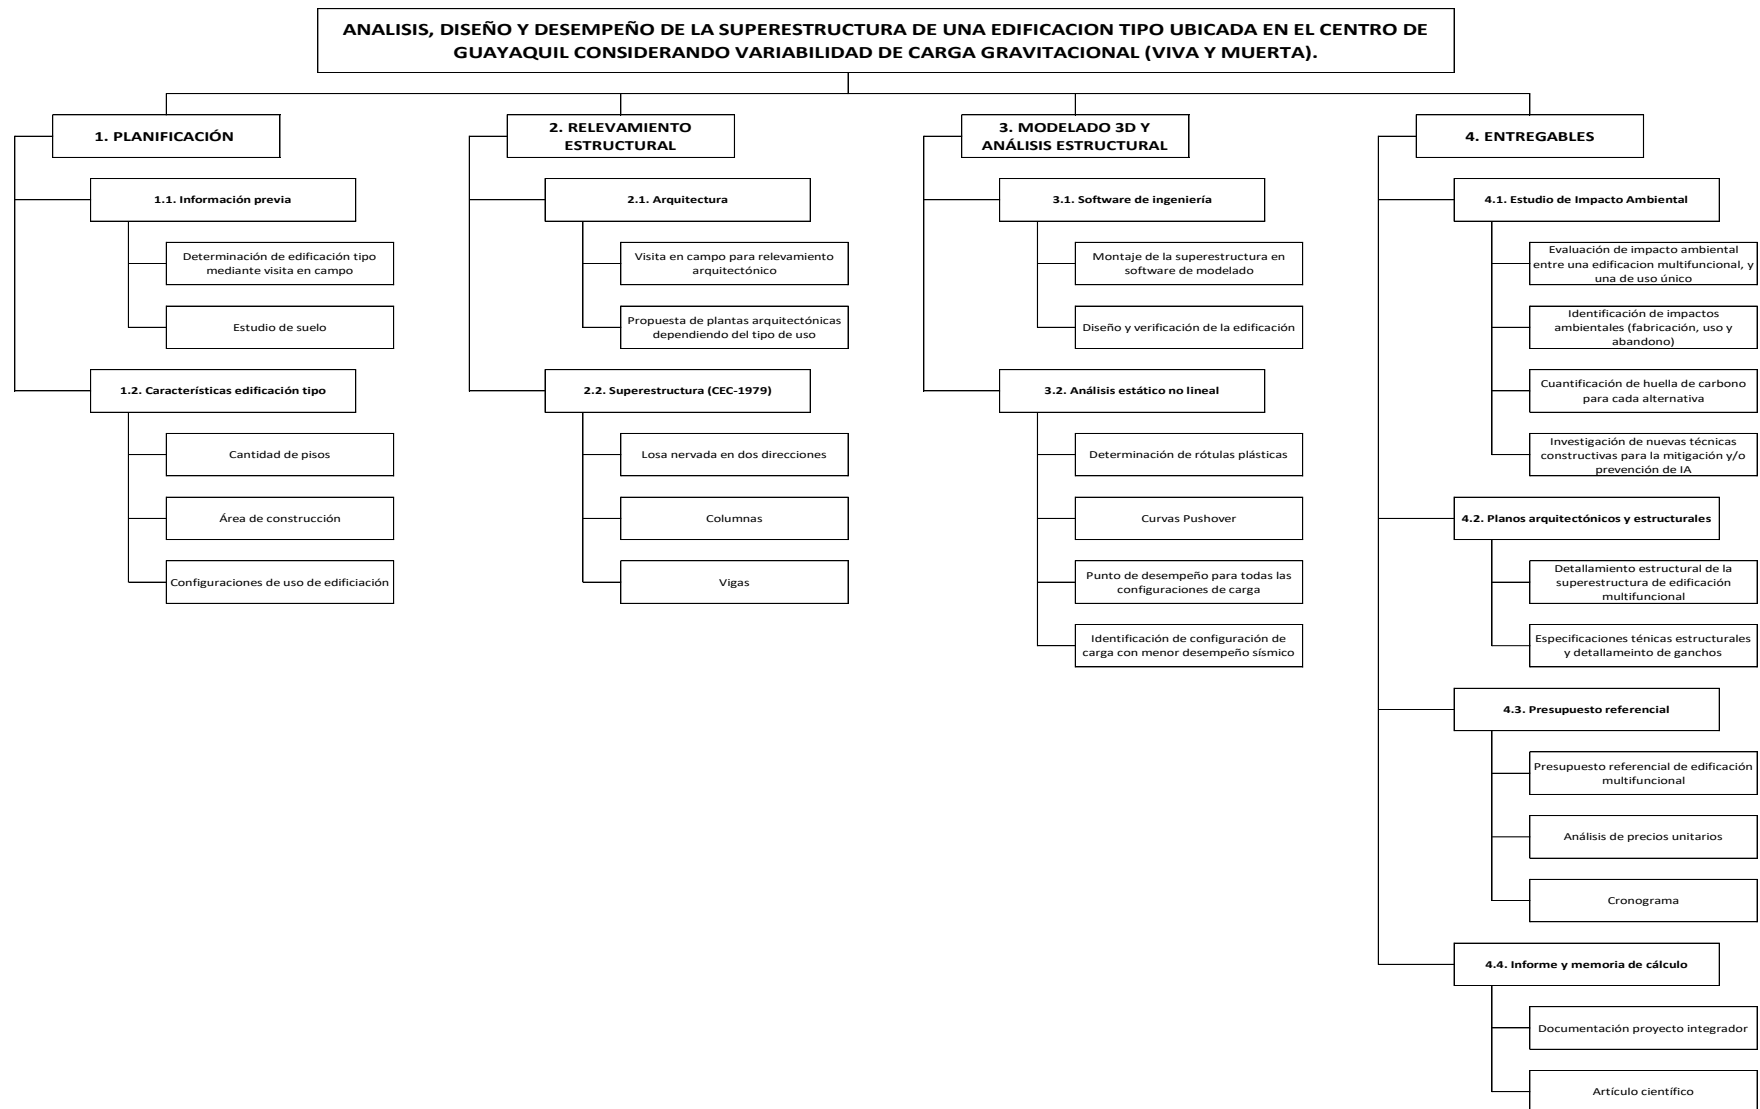 ANALISIS, DISEÑO Y DESEMPEÑO DE LA SUPERESTRUCTURA DE UNA EDIFICACION TIPO UBICADA EN EL CENTRO DE
GUAYAQUIL CONSIDERANDO VARIABILIDAD DE CARGA GRAVITACIONAL (VIVA Y MUERTA).
1. PLANIFICACIÓN
1.1. Información previa
Determinación de edificación tipo
mediante visita en campo
Estudio de suelo
1.2. Características edificación tipo
Cantidad de pisos
Área de construcción
Configuraciones de uso de edificiación
2. RELEVAMIENTO
ESTRUCTURAL
2.1. Arquitectura
Visita en campo para relevamiento
arquitectónico
Propuesta de plantas arquitectónicas
dependiendo del tipo de uso
2.2. Superestructura (CEC-1979)
Losa nervada en dos direcciones
Columnas
Vigas
3. MODELADO 3D Y
ANÁLISIS ESTRUCTURAL
3.1. Software de ingeniería
Montaje de la superestructura en
software de modelado
Diseño y verificación de la edificación
3.2. Análisis estático no lineal
Determinación de rótulas plásticas
Curvas Pushover
Punto de desempeño para todas las
configuraciones de carga
Identificación de configuración de
carga con menor desempeño sísmico
4. ENTREGABLES
4.1. Estudio de Impacto Ambiental
Evaluación de impacto ambiental
entre una edificacion multifuncional, y
una de uso único
Identificación de impactos
ambientales (fabricación, uso y
abandono)
Cuantificación de huella de carbono
para cada alternativa
Investigación de nuevas técnicas
constructivas para la mitigación y/o
prevención de IA
4.2. Planos arquitectónicos y estructurales
Detallamiento estructural de la
superestructura de edificación
multifuncional
Especificaciones ténicas estructurales
y detallameinto de ganchos
4.3. Presupuesto referencial
Presupuesto referencial de edificación
multifuncional
Análisis de precios unitarios
Cronograma
4.4. Informe y memoria de cálculo
Documentación proyecto integrador
Artículo científico